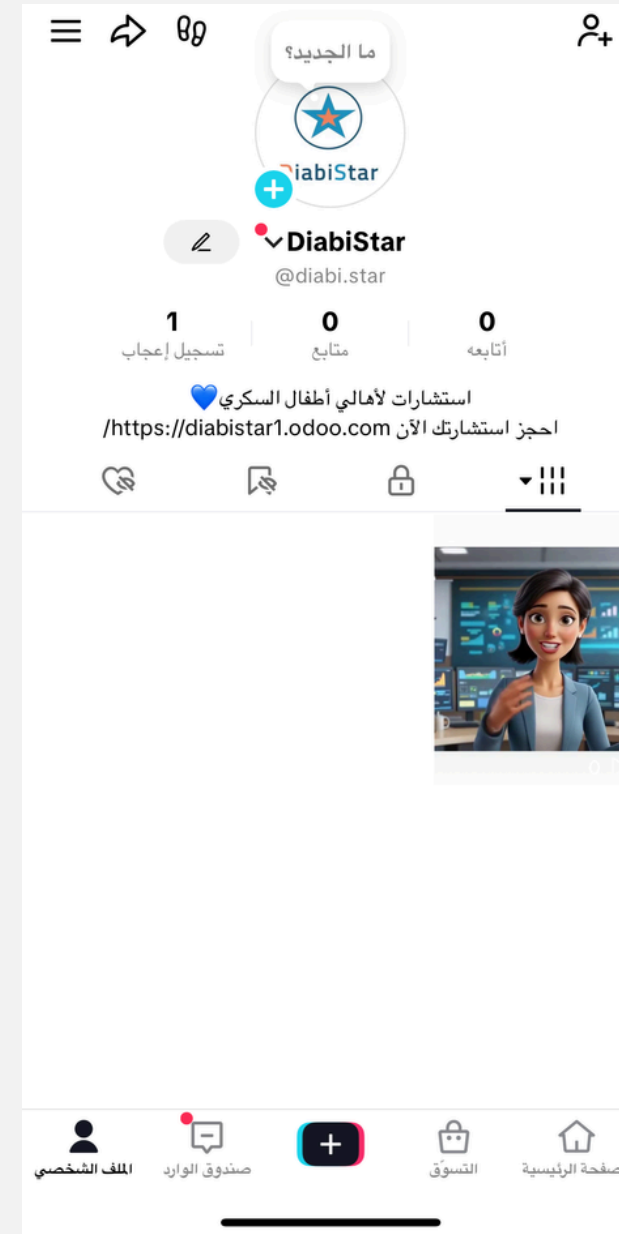 ما الجديد؟
DiabiStar
DiabiStar
@diabi.star
0
أتابعه
0
متابع
1
تسجيل إعجاب
استشارات لأهالي أطفال السكري💙
احجز استشارتك الآن https://diabistar1.odoo.com/
0
صفحة الرئيسية
التسوّق
صندوق الوارد
الملف الشخصي